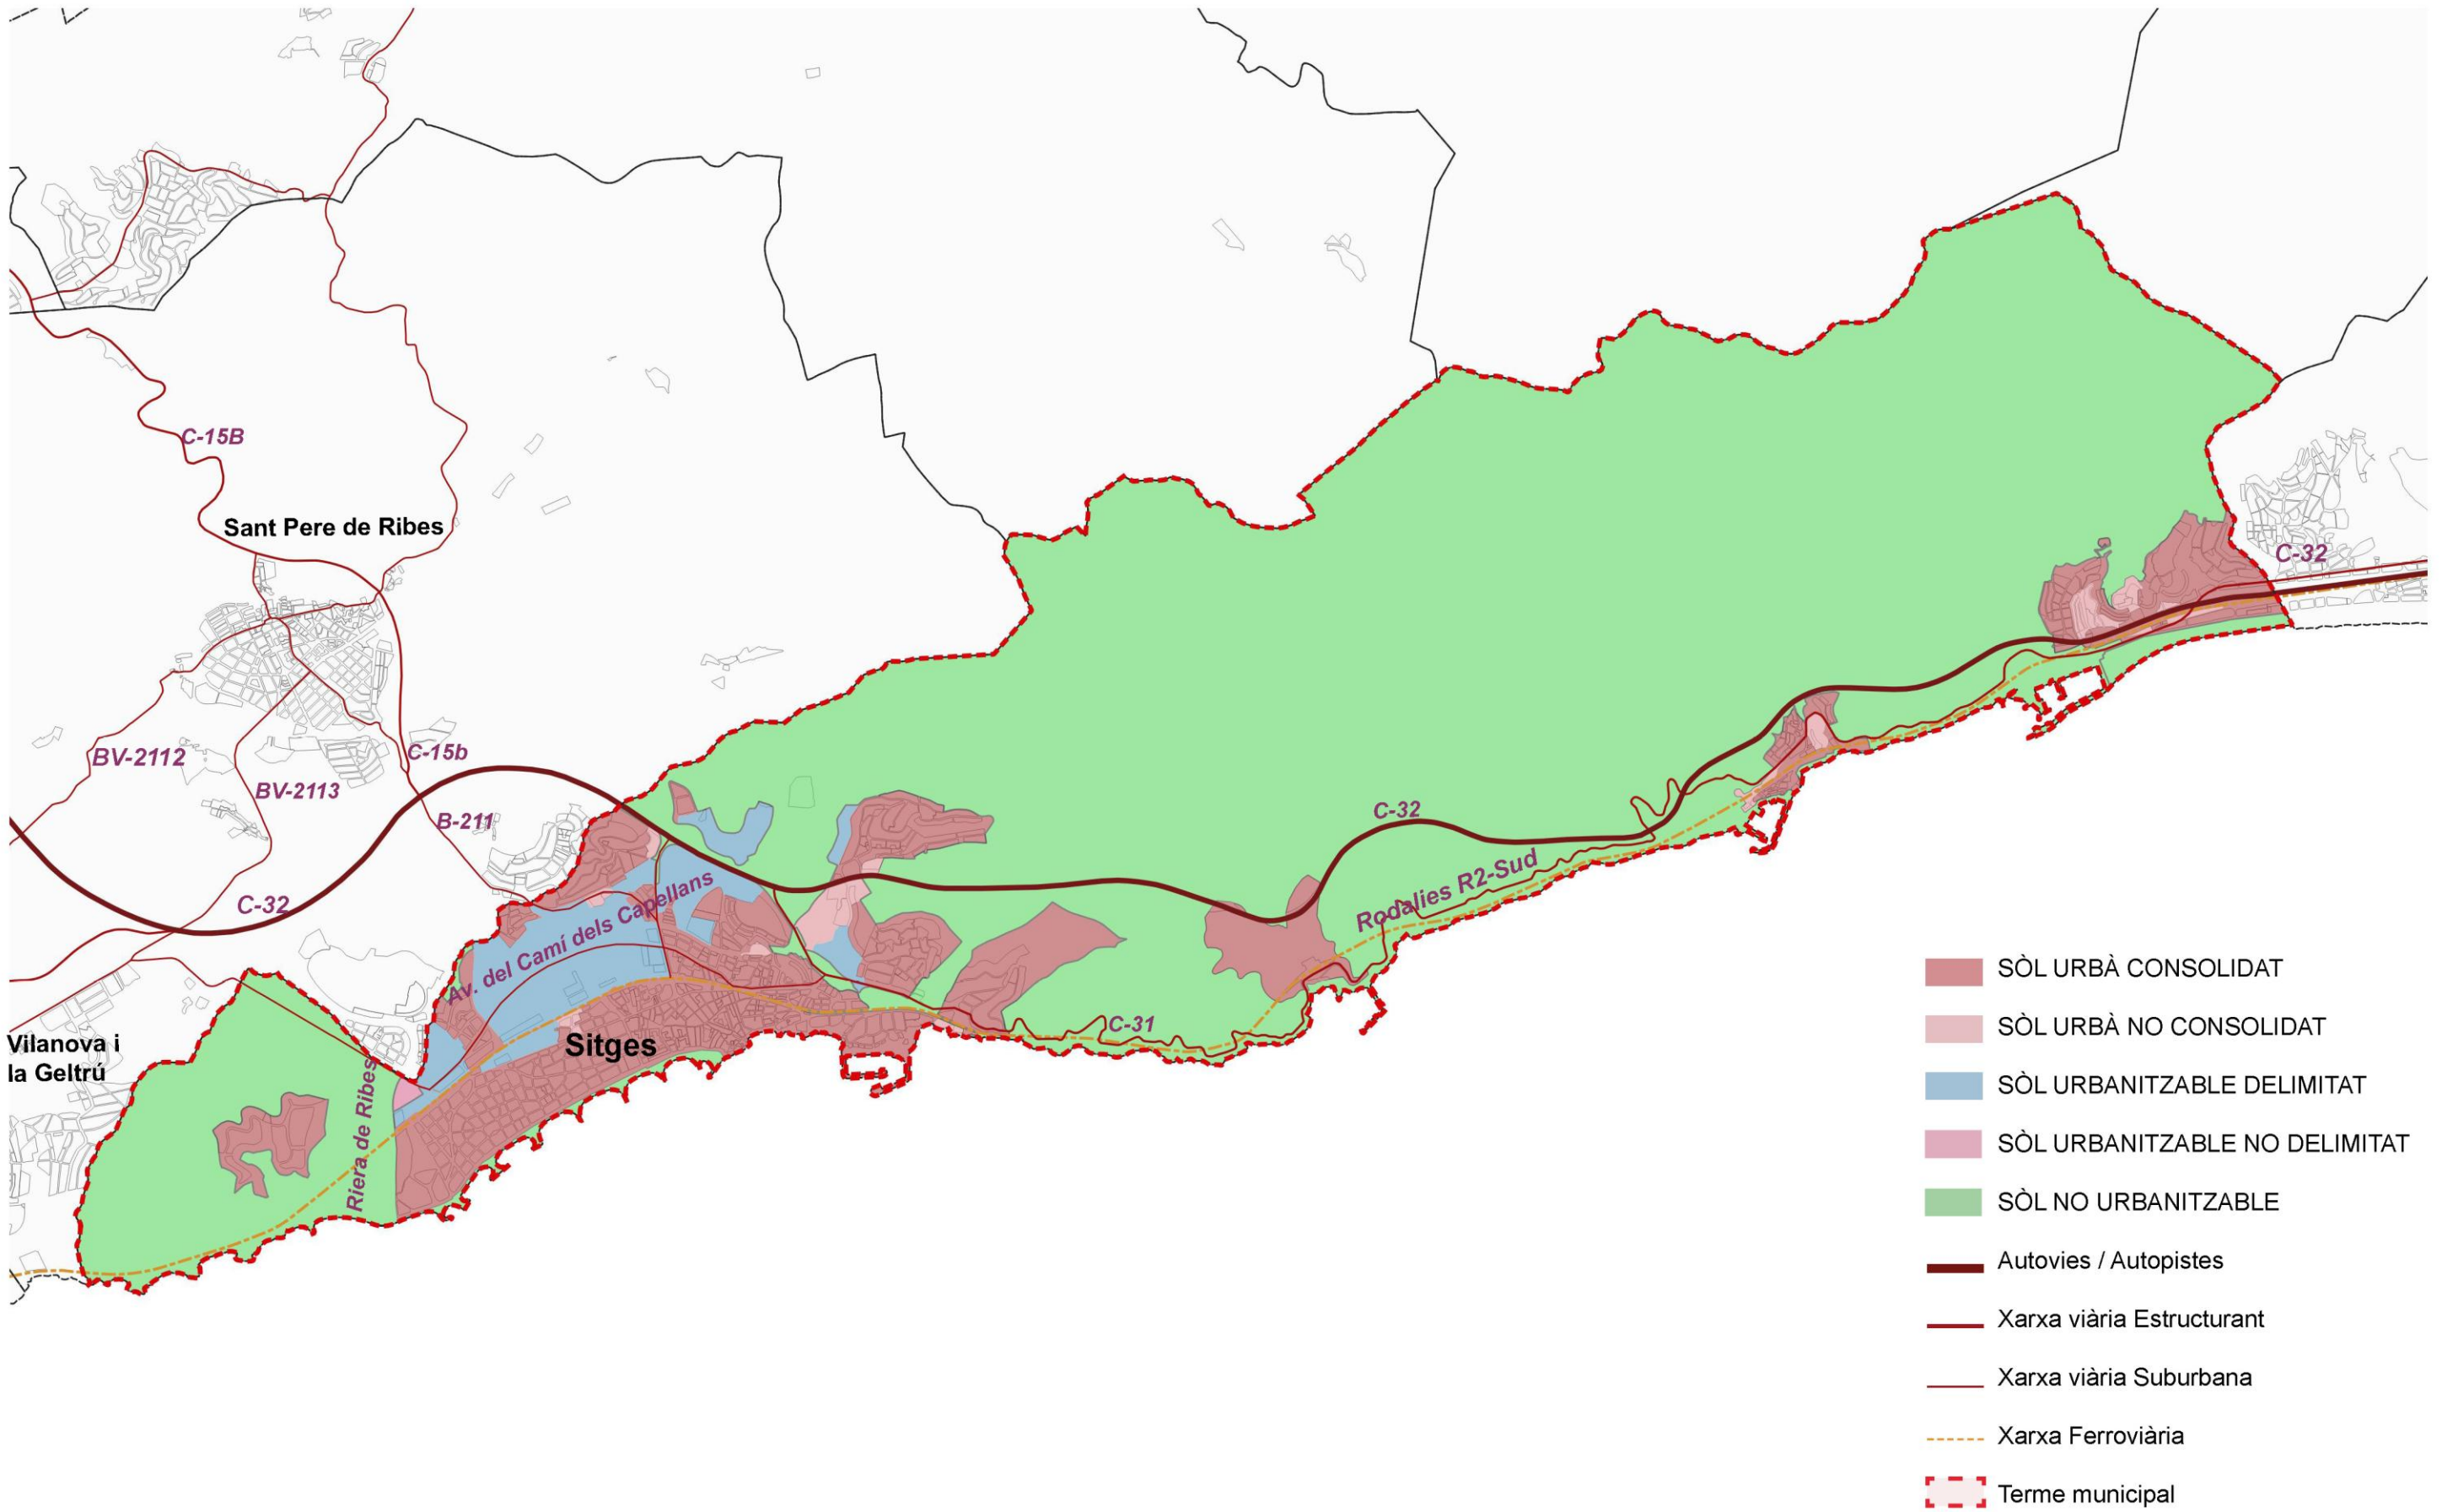 C-15B
Sant Pere de Ribes
C-32
BV-2112
C-15b
BV-2113
B-211
C-32
C-32
Rodalies R2-Sud
Av. del Camí dels Capellans
C-31
Sitges
Vilanova i
la Geltrú
Riera de Ribes
SÒL URBÀ CONSOLIDAT
SÒL URBÀ NO CONSOLIDAT
SÒL URBANITZABLE DELIMITAT
SÒL URBANITZABLE NO DELIMITAT
SÒL NO URBANITZABLE
Autovies / Autopistes
Xarxa viària Estructurant
Xarxa viària Suburbana
Xarxa Ferroviària
Terme municipal